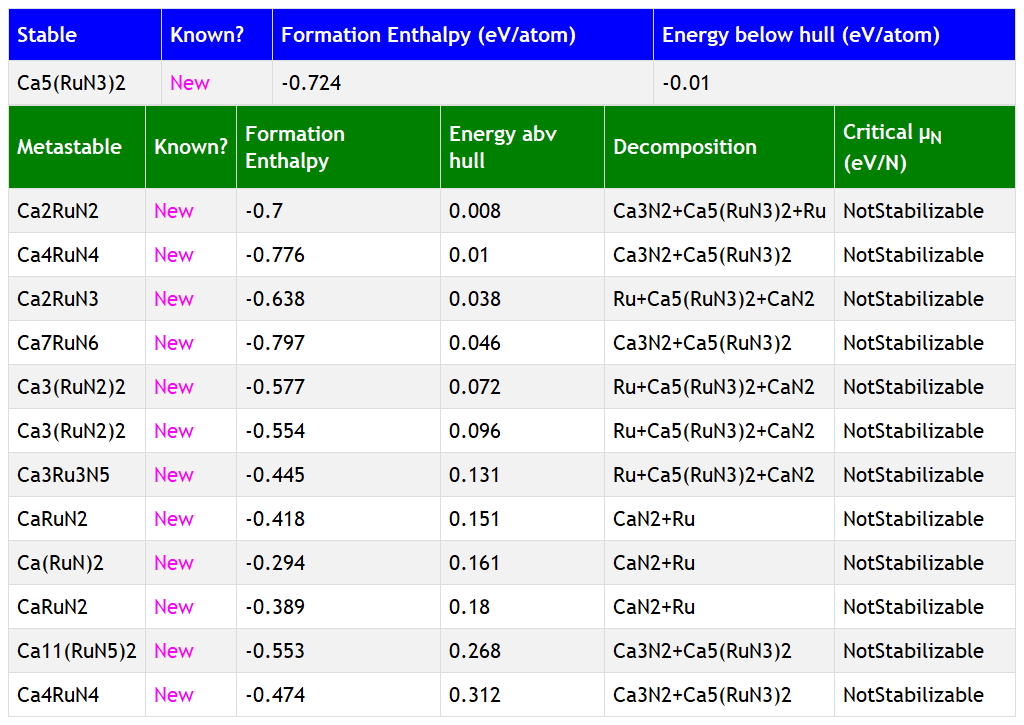 Stable Known? Formation Enthalpy (eV/atom) Energy below hull (eV/atom)
Ca5(RuN3)2 New -0.724 -0.01
Metastable Known? Formation Enthalpy Energy abv hull Decomposition Critical μN (eV/N)
Ca2RuN2 New -0.7 0.008 Ca3N2+Ca5(RuN3)2+Ru NotStabilizable
Ca4RuN4 New -0.776 0.01 Ca3N2+Ca5(RuN3)2 NotStabilizable
Ca2RuN3 New -0.638 0.038 Ru+Ca5(RuN3)2+CaN2 NotStabilizable
Ca7RuN6 New -0.797 0.046 Ca3N2+Ca5(RuN3)2 NotStabilizable
Ca3(RuN2)2 New -0.577 0.072 Ru+Ca5(RuN3)2+CaN2 NotStabilizable
Ca3(RuN2)2 New -0.554 0.096 Ru+Ca5(RuN3)2+CaN2 NotStabilizable
Ca3Ru3N5 New -0.445 0.131 Ru+Ca5(RuN3)2+CaN2 NotStabilizable
CaRuN2 New -0.418 0.151 CaN2+Ru NotStabilizable
Ca(RuN)2 New -0.294 0.161 CaN2+Ru NotStabilizable
CaRuN2 New -0.389 0.18 CaN2+Ru NotStabilizable
Ca11(RuN5)2 New -0.553 0.268 Ca3N2+Ca5(RuN3)2 NotStabilizable
Ca4RuN4 New -0.474 0.312 Ca3N2+Ca5(RuN3)2 NotStabilizable